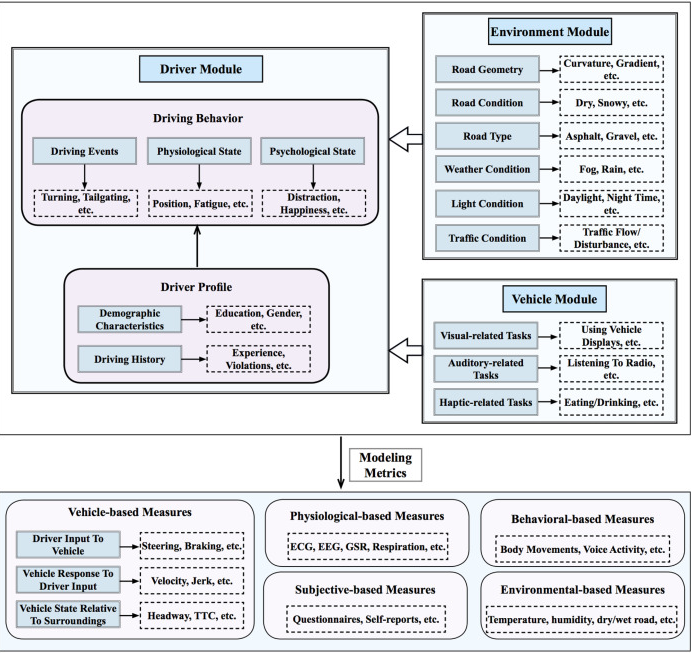 Driver Module
Driving Behavior
Driving Events
Physiological State
Psychological State
Turning, Tailgating,
etc.
Position, Fatigue, etc.
Distraction,
Happiness, etc.
Driver Profile
Demographic
Characteristics
Education, Gender,
etc.
Driving History
Experience,
Violations, etc.
Environment Module
Road Geometry
Curvature, Gradient,
etc.
Road Condition
Dry, Snowy, etc.
Road Type
Asphalt, Gravel, etc.
Weather Condition
Fog, Rain, etc.
Light Condition
Daylight, Night Time,
etc.
Traffic Condition
Traffic Flow/
Disturbance, etc.
Vehicle Module
Visual-related Tasks
Using Vehicle
Displays, etc.
Auditory-related
Tasks
Listening To Radio,
etc.
Haptic-related Tasks
Eating/Drinking, etc.
Modeling
Metrics
Vehicle-based Measures
Driver Input To
Vehicle
Steering, Braking, etc.
Vehicle Response To
Driver Input
Velocity, Jerk, etc.
Vehicle State Relative
To Surroundings
Headway, TTC, etc.
Physiological-based Measures
ECG, EEG, GSR, Respiration, etc.
Subjective-based Measures
Questionnaires, Self-reports, etc.
Behavioral-based Measures
Body Movements, Voice Activity, etc.
Environmental-based Measures
Temperature, humidity, dry/wet road, etc.